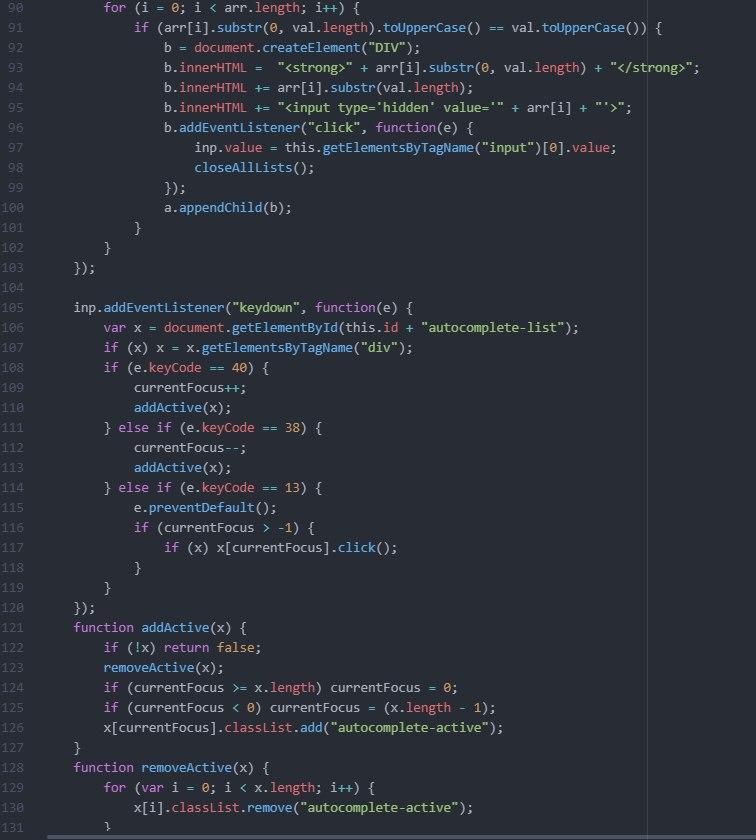 90 for (i = 0; i < arr.length; i++) {
91 if (arr[i].substr(0, val.length).toUpperCase() == val.toUpperCase()) {
92 b = document.createElement("DIV");
93 b.innerHTML =  "<strong>" + arr[i].substr(0, val.length) + "</strong>";
94 b.innerHTML += arr[i].substr(val.length);
95 b.innerHTML += "<input type='hidden' value='" + arr[i] + "'>";
96 b.addEventListener("click", function(e) {
97 inp.value = this.getElementsByTagName("input")[0].value;
98 closeAllLists();
99 });
100 a.appendChild(b);
101 }
102 }
103 });
104
105 inp.addEventListener("keydown", function(e) {
106 var x = document.getElementById(this.id + "autocomplete-list");
107 if (x) x = x.getElementsByTagName("div");
108 if (e.keyCode == 40) {
109 currentFocus++;
110 addActive(x);
111 } else if (e.keyCode == 38) {
112 currentFocus--;
113 addActive(x);
114 } else if (e.keyCode == 13) {
115 e.preventDefault();
116 if (currentFocus > -1) {
117 if (x) x[currentFocus].click();
118 }
119 }
120 });
121 function addActive(x) {
122 if (!x) return false;
123 removeActive(x);
124 if (currentFocus >= x.length) currentFocus = 0;
125 if (currentFocus < 0) currentFocus = (x.length - 1);
126 x[currentFocus].classList.add("autocomplete-active");
127 }
128 function removeActive(x) {
129 for (var i = 0; i < x.length; i++) {
130 x[i].classList.remove("autocomplete-active");
131 }